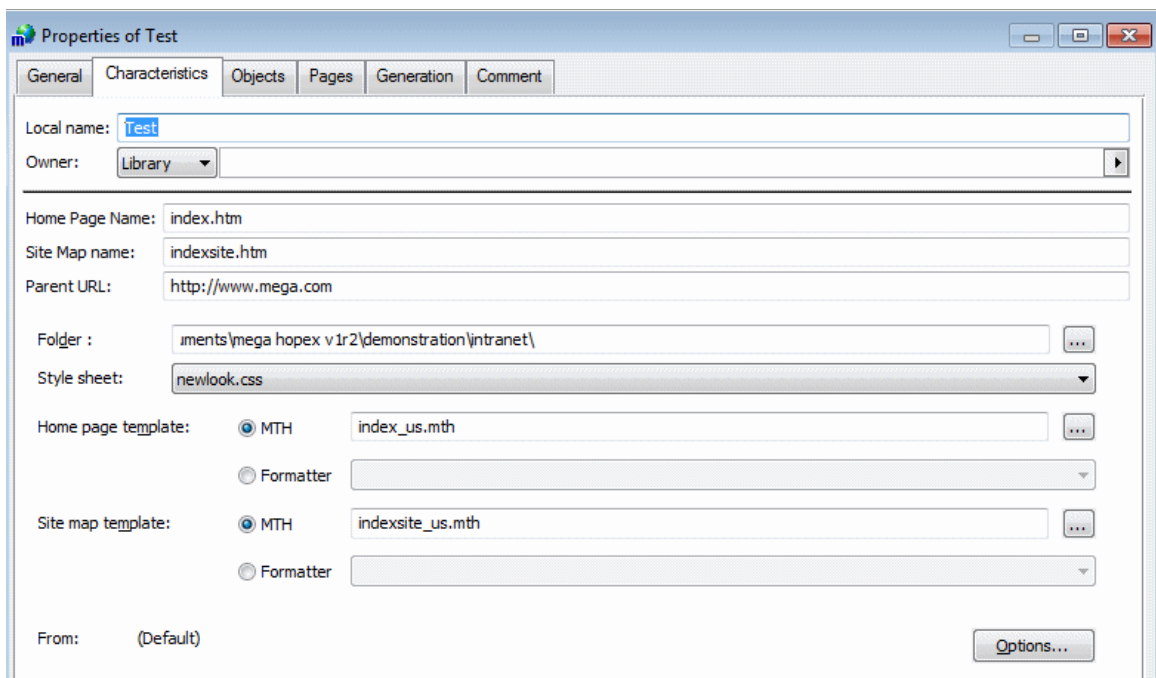 Properties of Test
General Characteristics Objects Pages Generation Comment
Local name: Test
Owner: Library
Home Page Name: index.htm
Site Map name: indexsite.htm
Parent URL: http://www.mega.com
Folder : ments\mega hopex v1r2\demonstration\intranet\ ...
Style sheet: newlook.css
Home page template: MTH index_us.mth ...
Formatter
Site map template: MTH indexsite_us.mth ...
Formatter
From: (Default) Options...